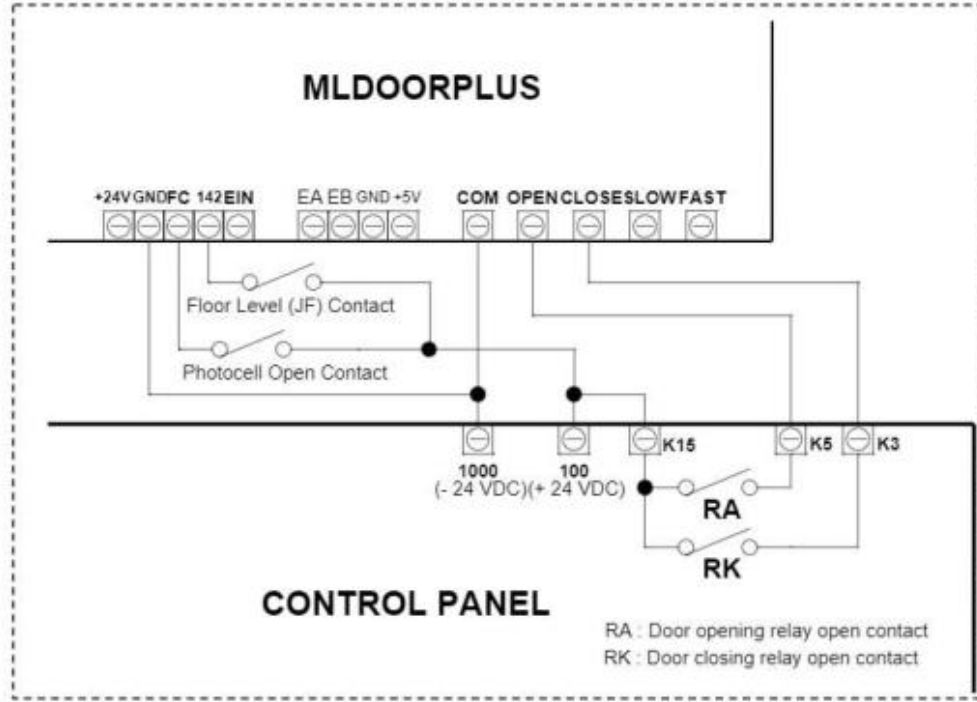 MLDOORPLUS
+24V GND FC 142 EIN EA EB GND +5V COM OPEN CLOSE SLOW FAST
Floor Level (JF) Contact
Photocell Open Contact
1000 100 K15 K5 K3
(- 24 VDC) (+ 24 VDC)
RA
RK
CONTROL PANEL
RA : Door opening relay open contact
RK : Door closing relay open contact